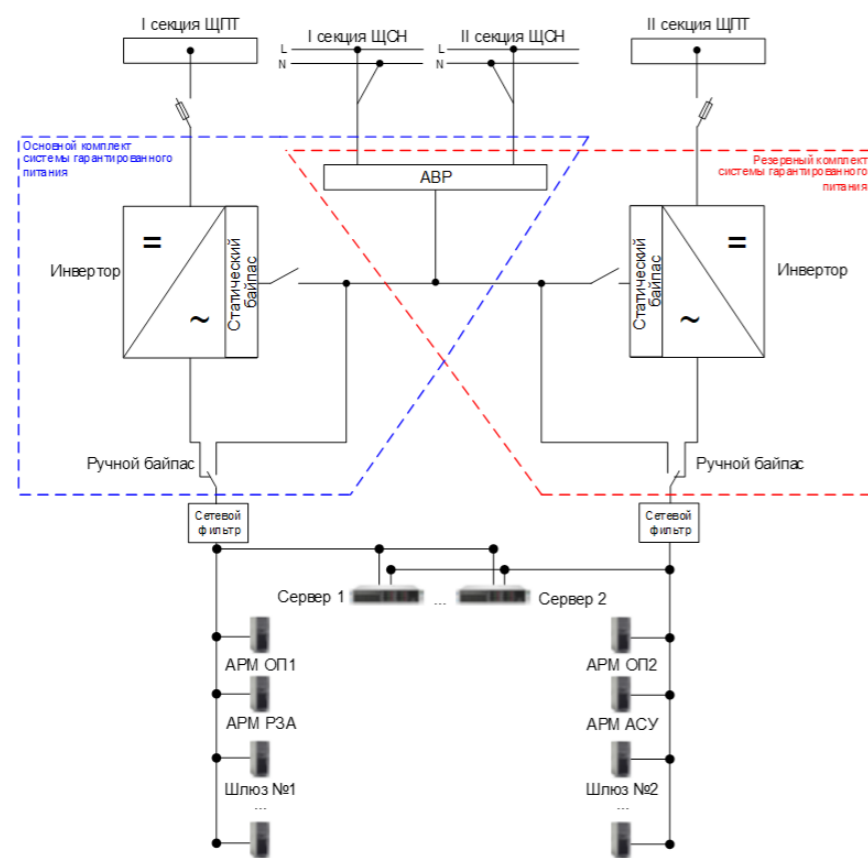 I секция ЩПТ
I секция ЩСН
II секция ЩСН
II секция ЩПТ
L
N
L
N
Основной комплект
системы гарантированного
питания
Резервный комплект
системы гарантированного
питания
АВР
=
=
Инвертор
Статический
байпас
Статический
байпас
Инвертор
~
~
Ручной байпас
Ручной байпас
Сетевой
фильтр
Сетевой
фильтр
Сервер 1
...
Сервер 2
АРМ ОП1
АРМ ОП2
АРМ РЗА
АРМ АСУ
Шлюз №1
Шлюз №2
...
...